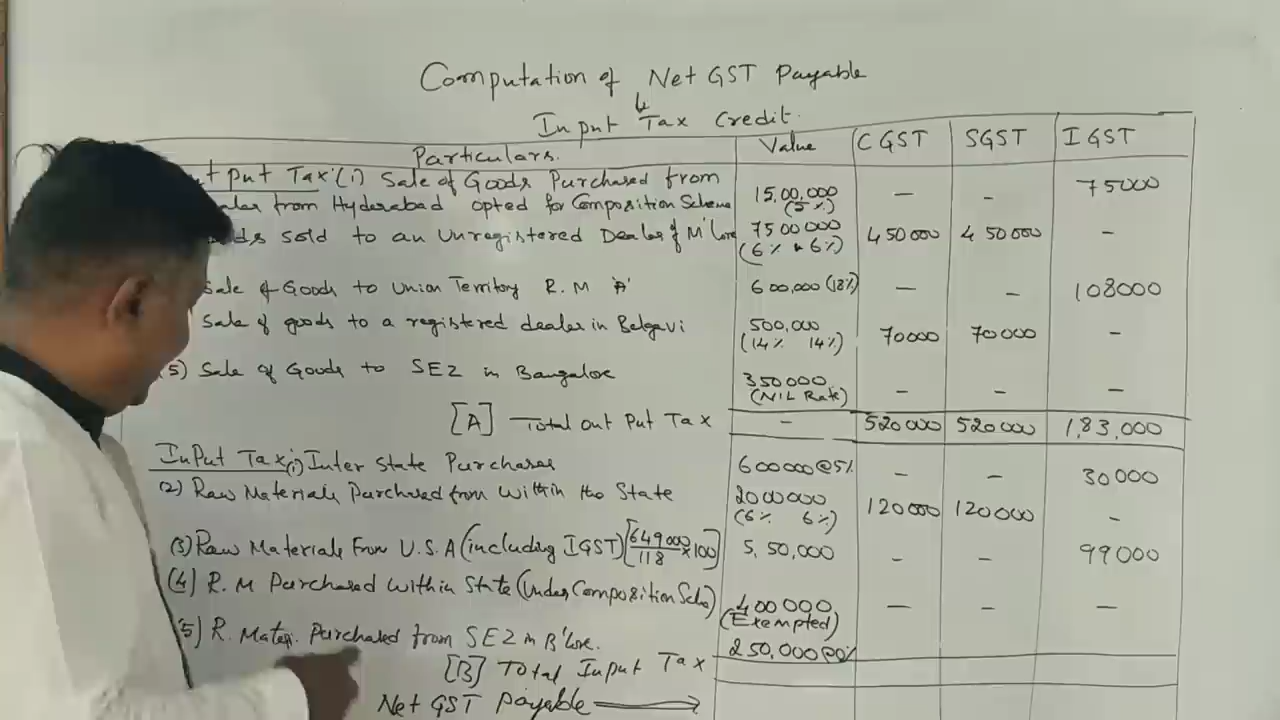 Computation of Net GST Payable
Input Tax Credit.
Particulars. Value CGST SGST IGST
put Tax (1) Sale of Goods Purchased from 15,00,000 (5%) — - 75000
from Hyderabad opted for Composition Scheme
sold to an Unregistered Dealer of M'lore 7500000 (6% & 6%) 450000 450000 -
Sale of Goods to Union Territory R.M 'A' 600,000 (18%) — - 108000
Sale of goods to a registered dealer in Belgavi 500,000 (14% 14%) 70000 70000 -
(5) Sale of Goods to SEZ in Bangalore 350000 (NIL Rate) - - -
[A] Total Out Put Tax - 520000 520000 1,83,000
InPut Tax (1) Inter State Purchases 600000@5% - - 30000
(2) Raw Materials Purchased from Within the State 2000000 (6% 6%) 120000 120000 -
(3) Raw Materials From U.S.A (including IGST) [649000/118 x 100] 5,50,000 - - 99000
(4) R.M Purchased Within State (Under Composition Sch.) 400000 (Exempted) - - -
(5) R. Mater. Purchased from SEZ in B'lore. 250,000
[B] Total Input Tax
Net GST Payable →